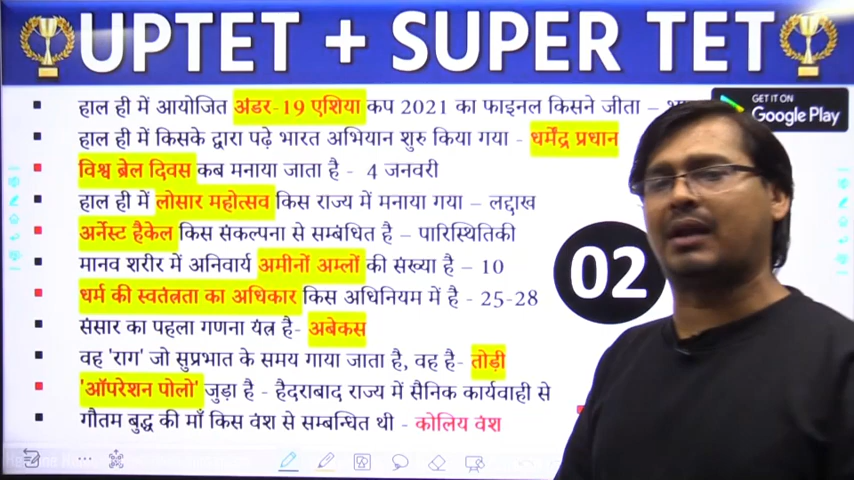 UPTET + SUPER TET
GET IT ON
Google Play
हाल ही में आयोजित अंडर-19 एशिया कप 2021 का फाइनल किसने जीता –
हाल ही में किसके द्वारा पढ़े भारत अभियान शुरु किया गया - धर्मेंद्र प्रधान
विश्व ब्रेल दिवस कब मनाया जाता है - 4 जनवरी
हाल ही में लोसार महोत्सव किस राज्य में मनाया गया – लद्दाख
अर्नेस्ट हैकेल किस संकल्पना से सम्बंधित है – पारिस्थितिकी
मानव शरीर में अनिवार्य अमीनों अम्लों की संख्या है – 10
धर्म की स्वतंत्रता का अधिकार किस अधिनियम में है - 25-28
02
संसार का पहला गणना यंत्र है- अबेकस
वह 'राग' जो सुप्रभात के समय गाया जाता है, वह है- तोड़ी
'ऑपरेशन पोलो' जुड़ा है - हैदराबाद राज्य में सैनिक कार्यवाही से
गौतम बुद्ध की माँ किस वंश से सम्बन्धित थी - कोलिय वंश